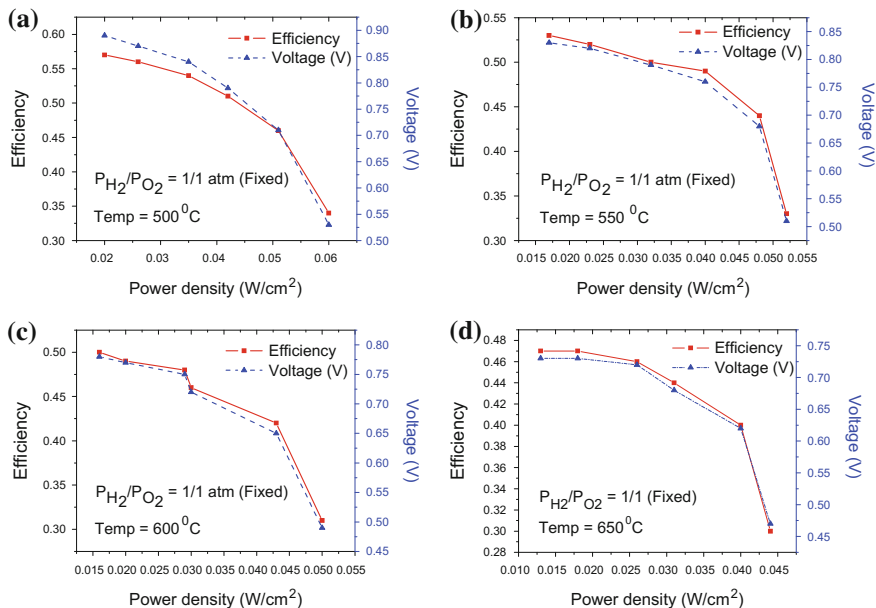 (a)
Efficiency
Voltage (V)
0.60
0.55
0.50
0.45
0.40
0.35
0.30
0.90
0.85
0.80
0.75
0.70
0.65
0.60
0.55
0.50
Efficiency
Voltage (V)
P_H2/P_O2 = 1/1 atm (Fixed)
Temp = 500⁰C
0.02 0.03 0.04 0.05 0.06
Power density (W/cm²)
(b)
Efficiency
Voltage (V)
0.55
0.50
0.45
0.40
0.35
0.30
0.85
0.80
0.75
0.70
0.65
0.60
0.55
0.50
Efficiency
Voltage (V)
P_H2/P_O2 = 1/1 atm (Fixed)
Temp = 550⁰C
0.015 0.020 0.025 0.030 0.035 0.040 0.045 0.050 0.055
Power density (W/cm²)
(c)
Efficiency
Voltage (V)
0.50
0.45
0.40
0.35
0.30
0.80
0.75
0.70
0.65
0.60
0.55
0.50
0.45
Efficiency
Voltage (V)
P_H2/P_O2 = 1/1 atm (Fixed)
Temp = 600⁰C
0.015 0.020 0.025 0.030 0.035 0.040 0.045 0.050 0.055
Power density (W/cm²)
(d)
Efficiency
Voltage (V)
0.48
0.46
0.44
0.42
0.40
0.38
0.36
0.34
0.32
0.30
0.28
0.75
0.70
0.65
0.60
0.55
0.50
0.45
Efficiency
Voltage (V)
P_H2/P_O2 = 1/1 (Fixed)
Temp = 650⁰C
0.010 0.015 0.020 0.025 0.030 0.035 0.040 0.045
Power density (W/cm²)